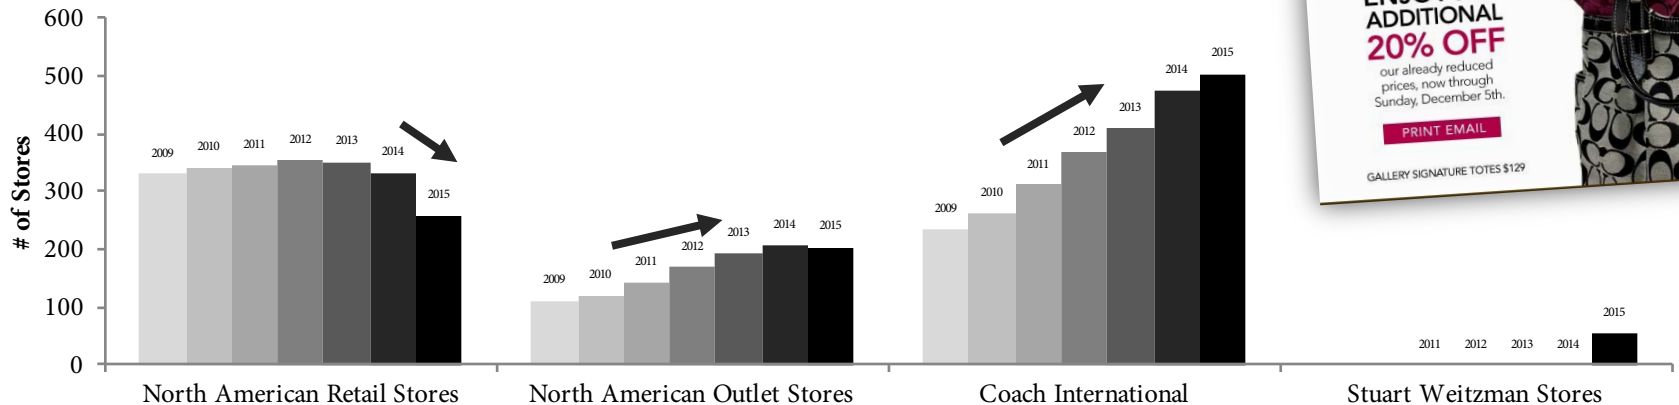 600
500
400
300
200
100
0
# of Stores
2009
2010
2011
2012
2013
2014
2015
North American Retail Stores
2009
2010
2011
2012
2013
2014
2015
North American Outlet Stores
2009
2010
2011
2012
2013
2014
2015
Coach International
2011
2012
2013
2014
2015
Stuart Weitzman Stores
ADDITIONAL
20% OFF
our already reduced
prices, now through
Sunday, December 5th.
PRINT EMAIL
GALLERY SIGNATURE TOTES $129